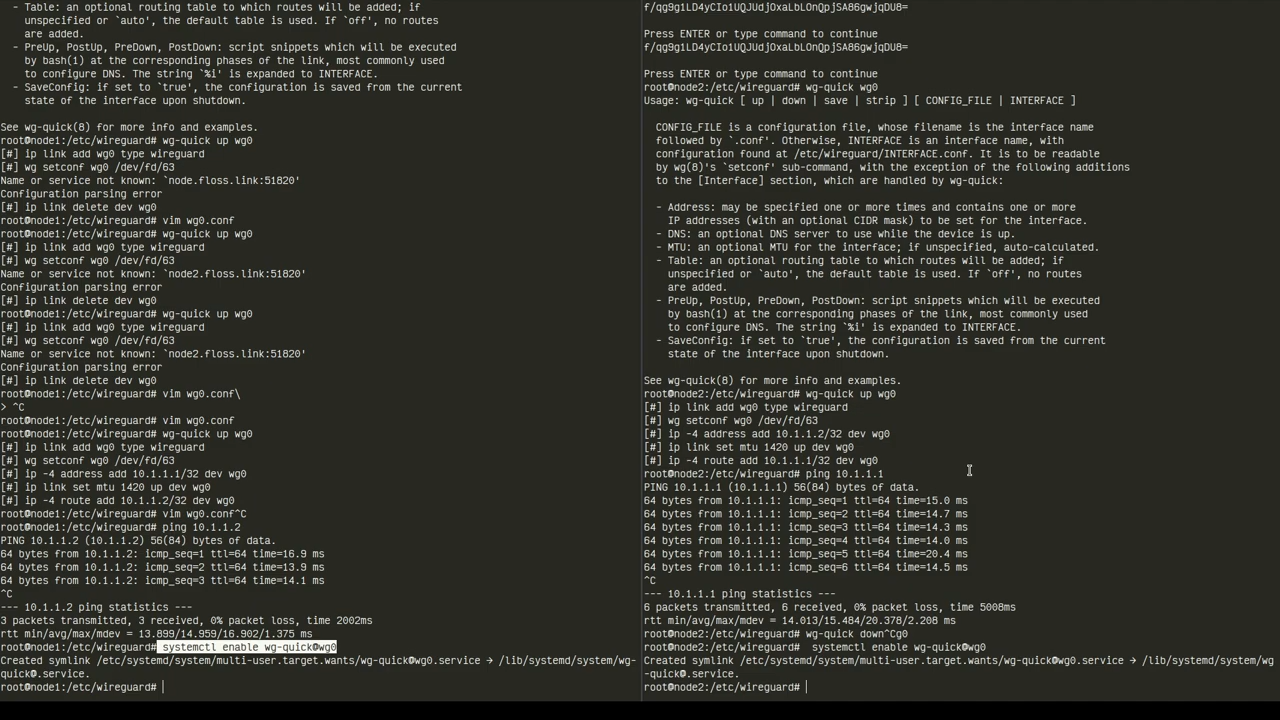 - Table: an optional routing table to which routes will be added; if
unspecified or `auto', the default table is used. If `off', no routes
are added.
- PreUp, PostUp, PreDown, PostDown: script snippets which will be executed
by bash(1) at the corresponding phases of the link, most commonly used
to configure DNS. The string `%i' is expanded to INTERFACE.
- SaveConfig: if set to `true', the configuration is saved from the current
state of the interface upon shutdown.
See wg-quick(8) for more info and examples.
root@node1:/etc/wireguard# wg-quick up wg0
[#] ip link add wg0 type wireguard
[#] wg setconf wg0 /dev/fd/63
Name or service not known: `node.floss.link:51820'
Configuration parsing error
[#] ip link delete dev wg0
root@node1:/etc/wireguard# vim wg0.conf
root@node1:/etc/wireguard# wg-quick up wg0
[#] ip link add wg0 type wireguard
[#] wg setconf wg0 /dev/fd/63
Name or service not known: `node2.floss.link:51820'
Configuration parsing error
[#] ip link delete dev wg0
root@node1:/etc/wireguard# wg-quick up wg0
[#] ip link add wg0 type wireguard
[#] wg setconf wg0 /dev/fd/63
Name or service not known: `node2.floss.link:51820'
Configuration parsing error
[#] ip link delete dev wg0
root@node1:/etc/wireguard# vim wg0.conf\
> ^C
root@node1:/etc/wireguard# vim wg0.conf
root@node1:/etc/wireguard# wg-quick up wg0
[#] ip link add wg0 type wireguard
[#] wg setconf wg0 /dev/fd/63
[#] ip -4 address add 10.1.1.1/32 dev wg0
[#] ip link set mtu 1420 up dev wg0
[#] ip -4 route add 10.1.1.2/32 dev wg0
root@node1:/etc/wireguard# vim wg0.conf^C
root@node1:/etc/wireguard# ping 10.1.1.2
PING 10.1.1.2 (10.1.1.2) 56(84) bytes of data.
64 bytes from 10.1.1.2: icmp_seq=1 ttl=64 time=16.9 ms
64 bytes from 10.1.1.2: icmp_seq=2 ttl=64 time=13.9 ms
64 bytes from 10.1.1.2: icmp_seq=3 ttl=64 time=14.1 ms
^C
--- 10.1.1.2 ping statistics ---
3 packets transmitted, 3 received, 0% packet loss, time 2002ms
rtt min/avg/max/mdev = 13.899/14.959/16.902/1.375 ms
root@node1:/etc/wireguard# systemctl enable wg-quick@wg0
Created symlink /etc/systemd/system/multi-user.target.wants/wg-quick@wg0.service → /lib/systemd/system/wg-
quick@.service.
root@node1:/etc/wireguard#
f/qg9g1LD4yCIo1UQJUdjOxaLbLOnQpjSA86gwjqDU8=
Press ENTER or type command to continue
f/qg9g1LD4yCIo1UQJUdjOxaLbLOnQpjSA86gwjqDU8=
Press ENTER or type command to continue
root@node2:/etc/wireguard# wg-quick wg0
Usage: wg-quick [ up | down | save | strip ] [ CONFIG_FILE | INTERFACE ]
CONFIG_FILE is a configuration file, whose filename is the interface name
followed by `.conf'. Otherwise, INTERFACE is an interface name, with
configuration found at /etc/wireguard/INTERFACE.conf. It is to be readable
by wg(8)'s `setconf' sub-command, with the exception of the following additions
to the [Interface] section, which are handled by wg-quick:
- Address: may be specified one or more times and contains one or more
IP addresses (with an optional CIDR mask) to be set for the interface.
- DNS: an optional DNS server to use while the device is up.
- MTU: an optional MTU for the interface; if unspecified, auto-calculated.
- Table: an optional routing table to which routes will be added; if
unspecified or `auto', the default table is used. If `off', no routes
are added.
- PreUp, PostUp, PreDown, PostDown: script snippets which will be executed
by bash(1) at the corresponding phases of the link, most commonly used
to configure DNS. The string `%i' is expanded to INTERFACE.
- SaveConfig: if set to `true', the configuration is saved from the current
state of the interface upon shutdown.
See wg-quick(8) for more info and examples.
root@node2:/etc/wireguard# wg-quick up wg0
[#] ip link add wg0 type wireguard
[#] wg setconf wg0 /dev/fd/63
[#] ip -4 address add 10.1.1.2/32 dev wg0
[#] ip link set mtu 1420 up dev wg0
[#] ip -4 route add 10.1.1.1/32 dev wg0
root@node2:/etc/wireguard# ping 10.1.1.1
PING 10.1.1.1 (10.1.1.1) 56(84) bytes of data.
64 bytes from 10.1.1.1: icmp_seq=1 ttl=64 time=15.0 ms
64 bytes from 10.1.1.1: icmp_seq=2 ttl=64 time=14.7 ms
64 bytes from 10.1.1.1: icmp_seq=3 ttl=64 time=14.3 ms
64 bytes from 10.1.1.1: icmp_seq=4 ttl=64 time=14.0 ms
64 bytes from 10.1.1.1: icmp_seq=5 ttl=64 time=20.4 ms
64 bytes from 10.1.1.1: icmp_seq=6 ttl=64 time=14.5 ms
^C
--- 10.1.1.1 ping statistics ---
6 packets transmitted, 6 received, 0% packet loss, time 5008ms
rtt min/avg/max/mdev = 14.013/15.484/20.378/2.208 ms
root@node2:/etc/wireguard# wg-quick down^Cg0
root@node2:/etc/wireguard#  systemctl enable wg-quick@wg0
Created symlink /etc/systemd/system/multi-user.target.wants/wg-quick@wg0.service → /lib/systemd/system/wg
-quick@.service.
root@node2:/etc/wireguard#